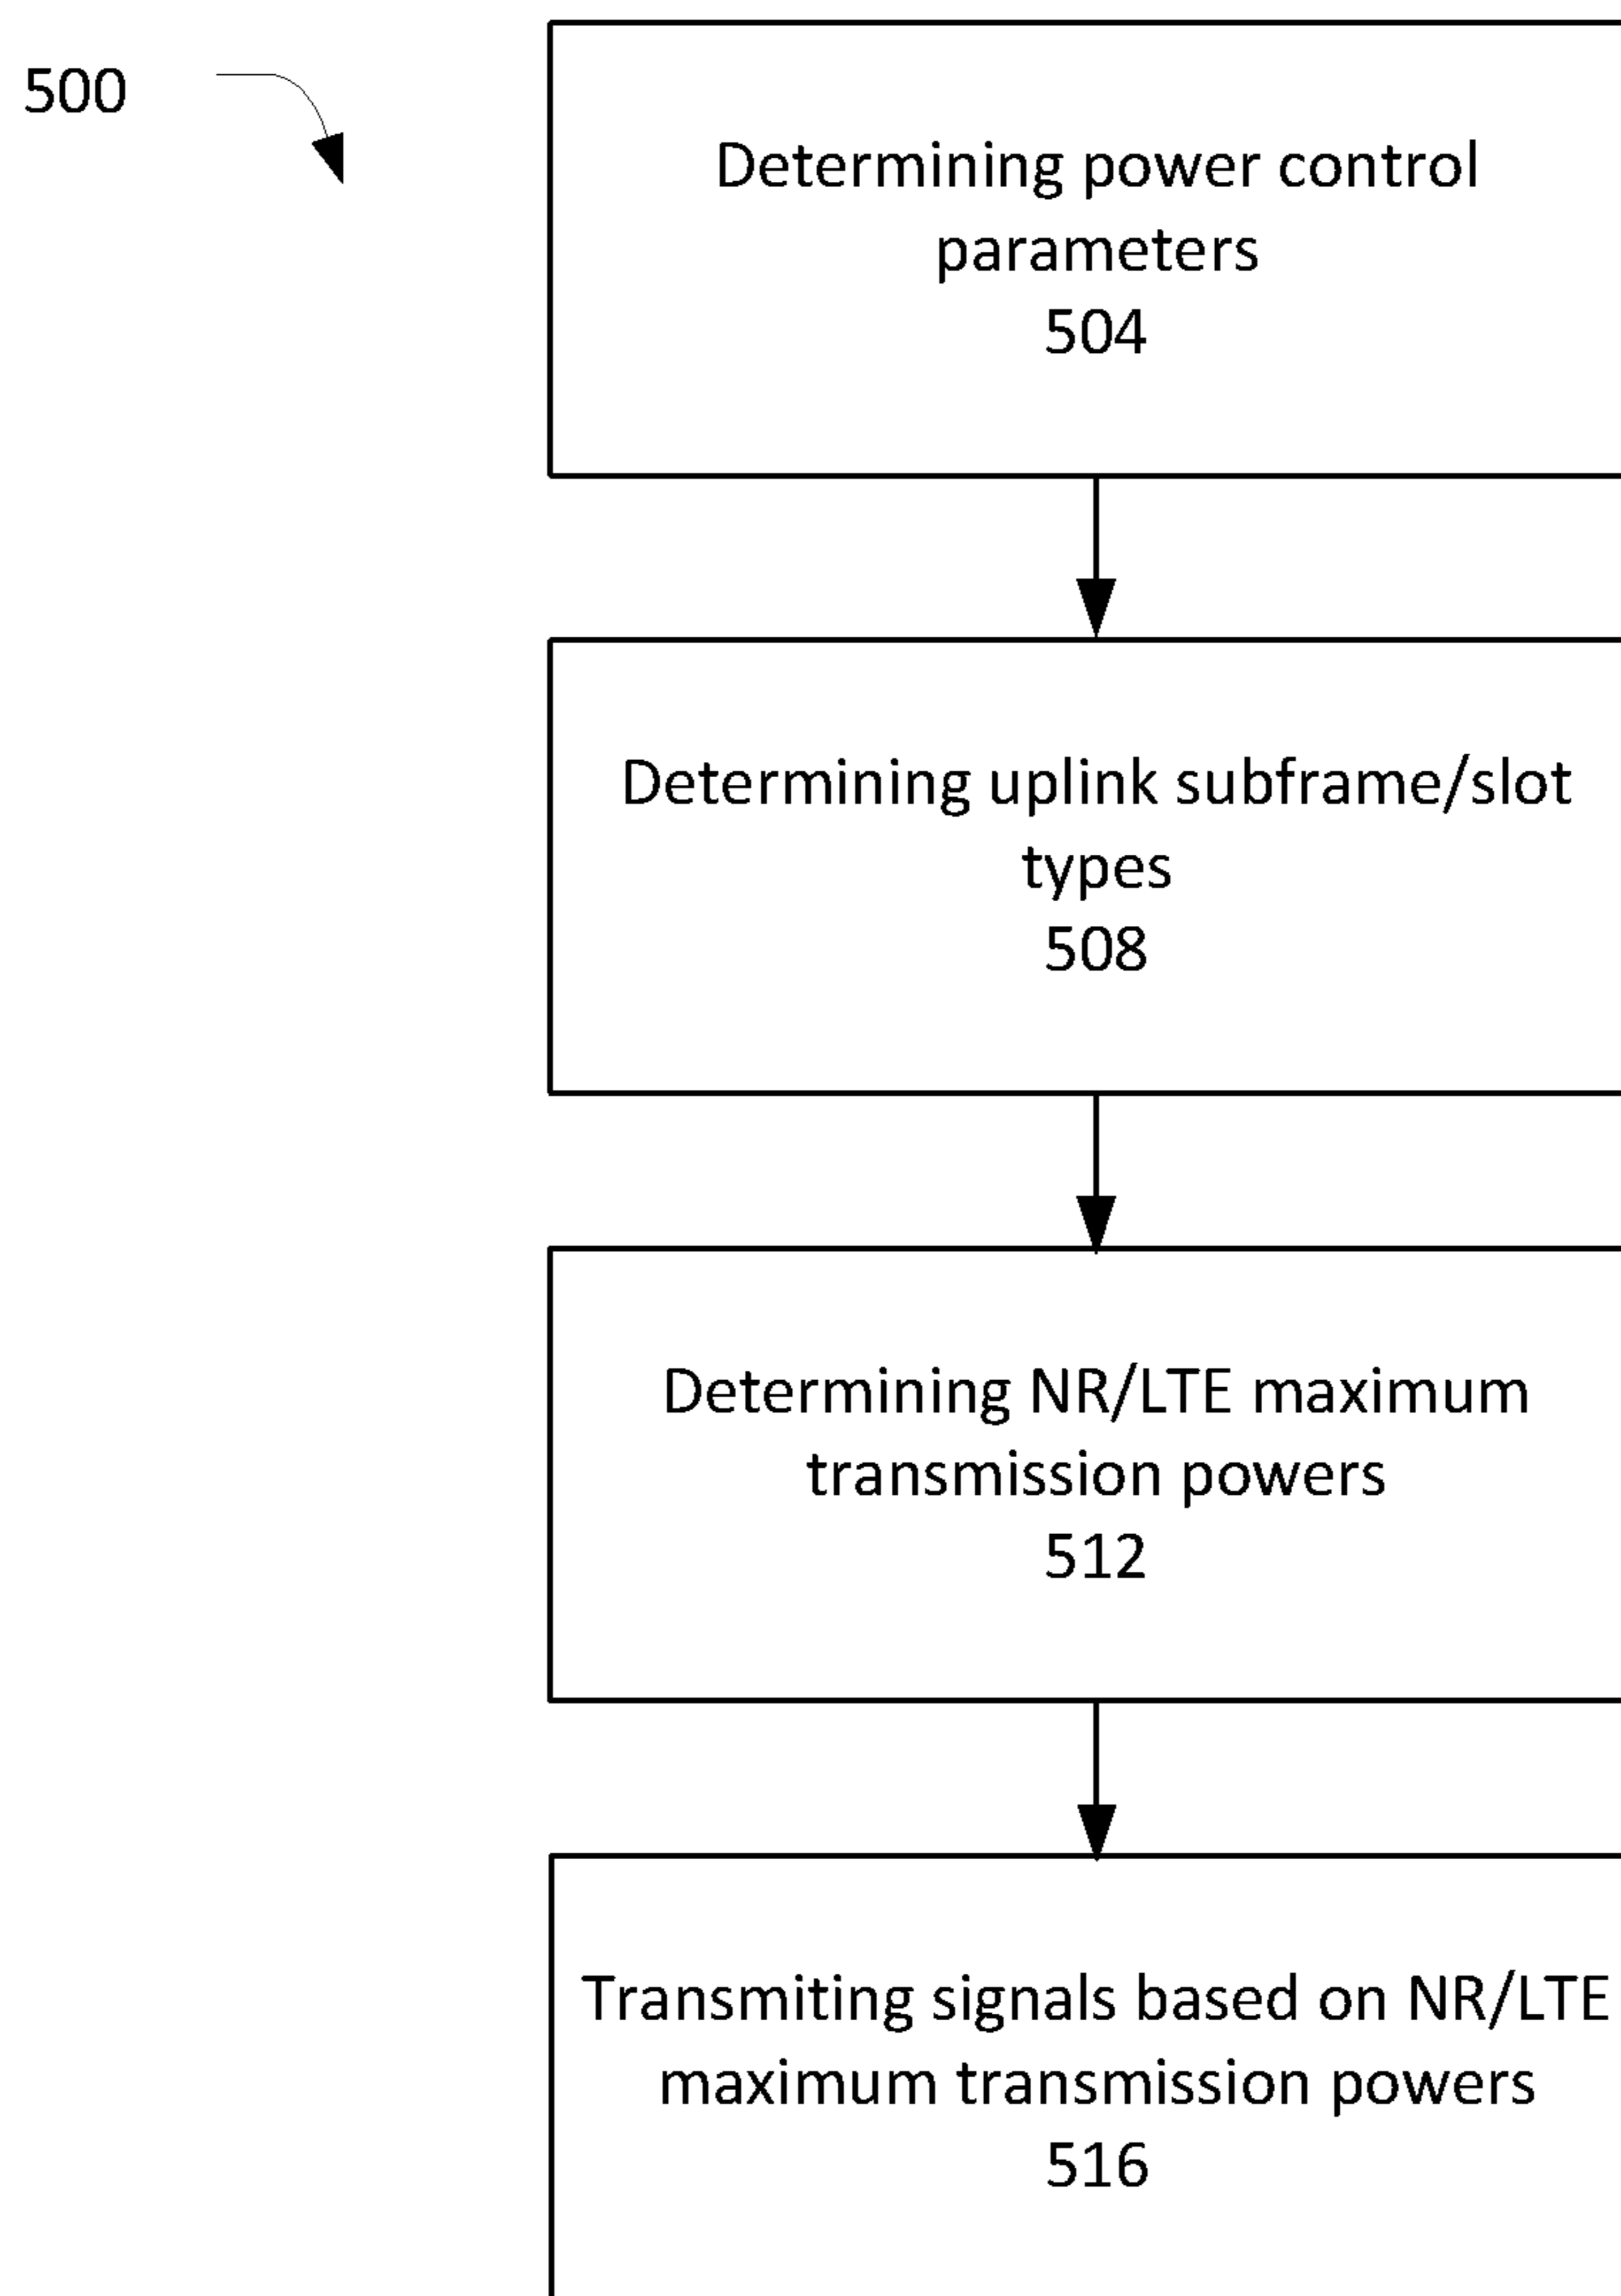 500
Determining power control
parameters
504
Determining uplink subframe/slot
types
508
Determining NR/LTE maximum
transmission powers
512
Transmiting signals based on NR/LTE
maximum transmission powers
516